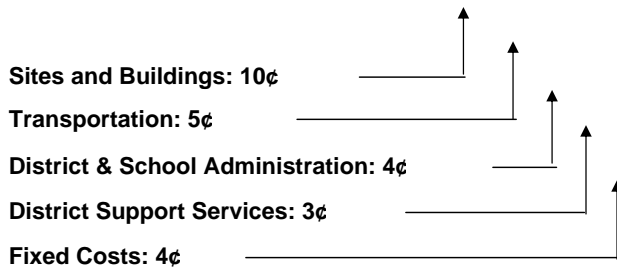 Sites and Buildings: 10¢
Transportation: 5¢
District & School Administration: 4¢
District Support Services: 3¢
Fixed Costs: 4¢